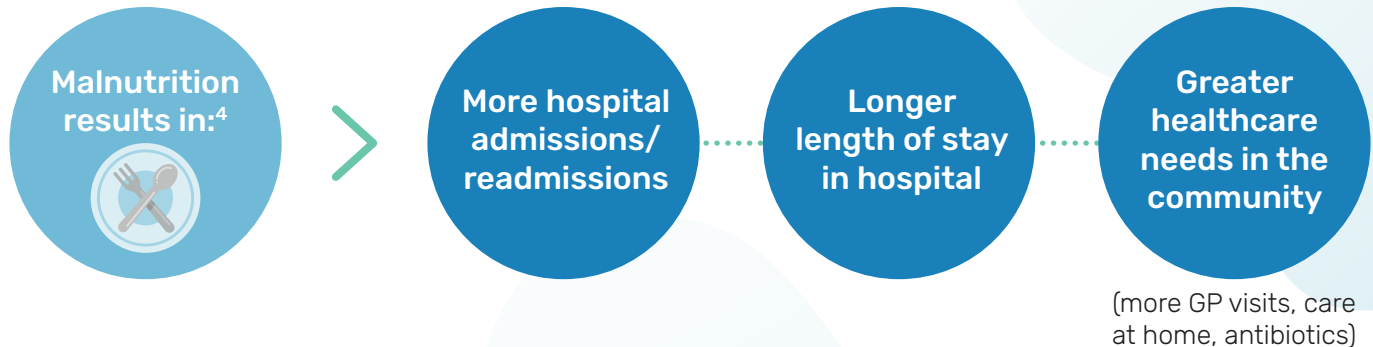 Malnutrition
results in:⁴
More hospital
admissions/
readmissions
Longer
length of stay
in hospital
Greater
healthcare
needs in the
community
(more GP visits, care
at home, antibiotics)